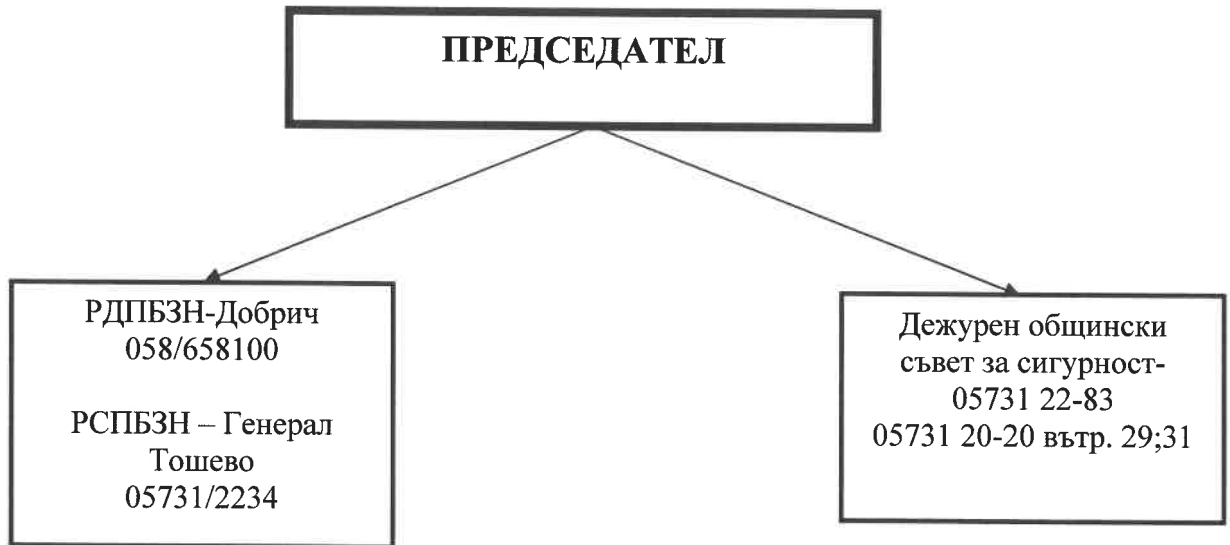 ПРЕДСЕДАТЕЛ
РДПБЗН-Добрич
058/658100
РСПБЗН – Генерал
Тошево
05731/2234
Дежурен общински
съвет за сигурност-
05731 22-83
05731 20-20 вътр. 29;31